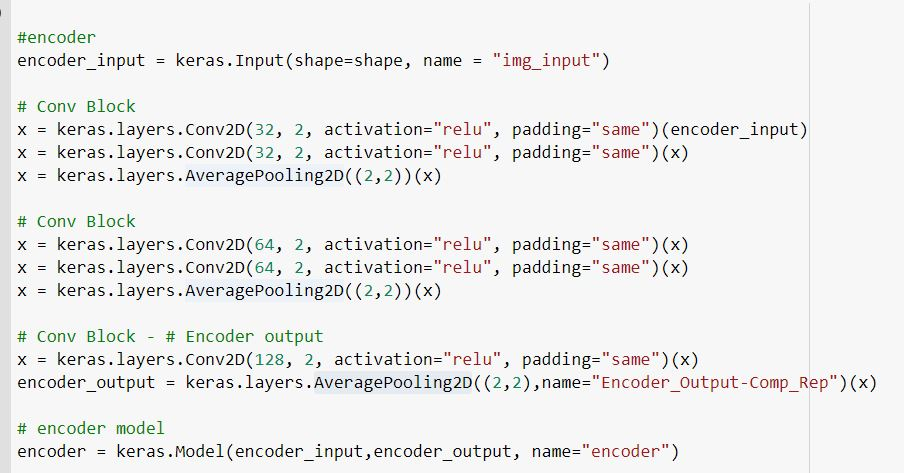 #encoder
encoder_input = keras.Input(shape=shape, name = "img_input")
# Conv Block
x = keras.layers.Conv2D(32, 2, activation="relu", padding="same")(encoder_input)
x = keras.layers.Conv2D(32, 2, activation="relu", padding="same")(x)
x = keras.layers.AveragePooling2D((2,2))(x)
# Conv Block
x = keras.layers.Conv2D(64, 2, activation="relu", padding="same")(x)
x = keras.layers.Conv2D(64, 2, activation="relu", padding="same")(x)
x = keras.layers.AveragePooling2D((2,2))(x)
# Conv Block - # Encoder output
x = keras.layers.Conv2D(128, 2, activation="relu", padding="same")(x)
encoder_output = keras.layers.AveragePooling2D((2,2),name="Encoder_Output-Comp_Rep")(x)
# encoder model
encoder = keras.Model(encoder_input,encoder_output, name="encoder")